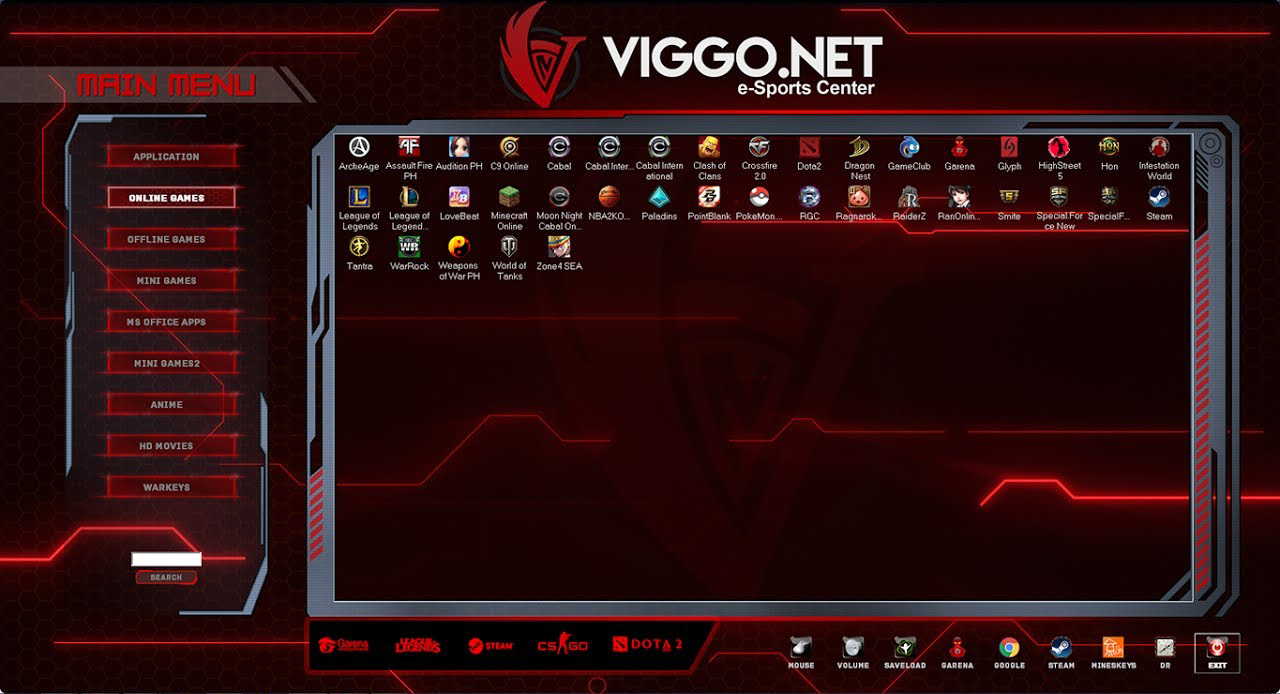 VIGGO.NET
e-Sports Center
MAIN MENU
APPLICATION
ONLINE GAMES
OFFLINE GAMES
MINI GAMES
MS OFFICE APPS
MINI GAMES2
ANIME
HD MOVIES
WARKEYS
SEARCH
ArcheAge
Assault Fire PH
Audition PH
C9 Online
Cabal
Cabal Inter...
Cabal International
Clash of Clans
Crossfire 2.0
Dota2
Dragon Nest
GameClub
Garena
Glyph
HighStreet 5
Hon
Infestation World
League of Legends
League of Legend...
LoveBeat
Minecraft Online
Moon Night Cabal On...
NBA2KO...
Paladins
PointBlank
PokeMon...
RGC
Ragnarok...
RaiderZ
RanOnlin...
Smite
Special.Force New
SpecialF...
Steam
Tantra
WarRock
Weapons of War PH
World of Tanks
Zone4 SEA
Garena
LEAGUE OF LEGENDS
STEAM
CS GO
DOTA 2
MOUSE
VOLUME
SAVELOAD
GARENA
GOOGLE
STEAM
MINESKEYS
DR
EXIT